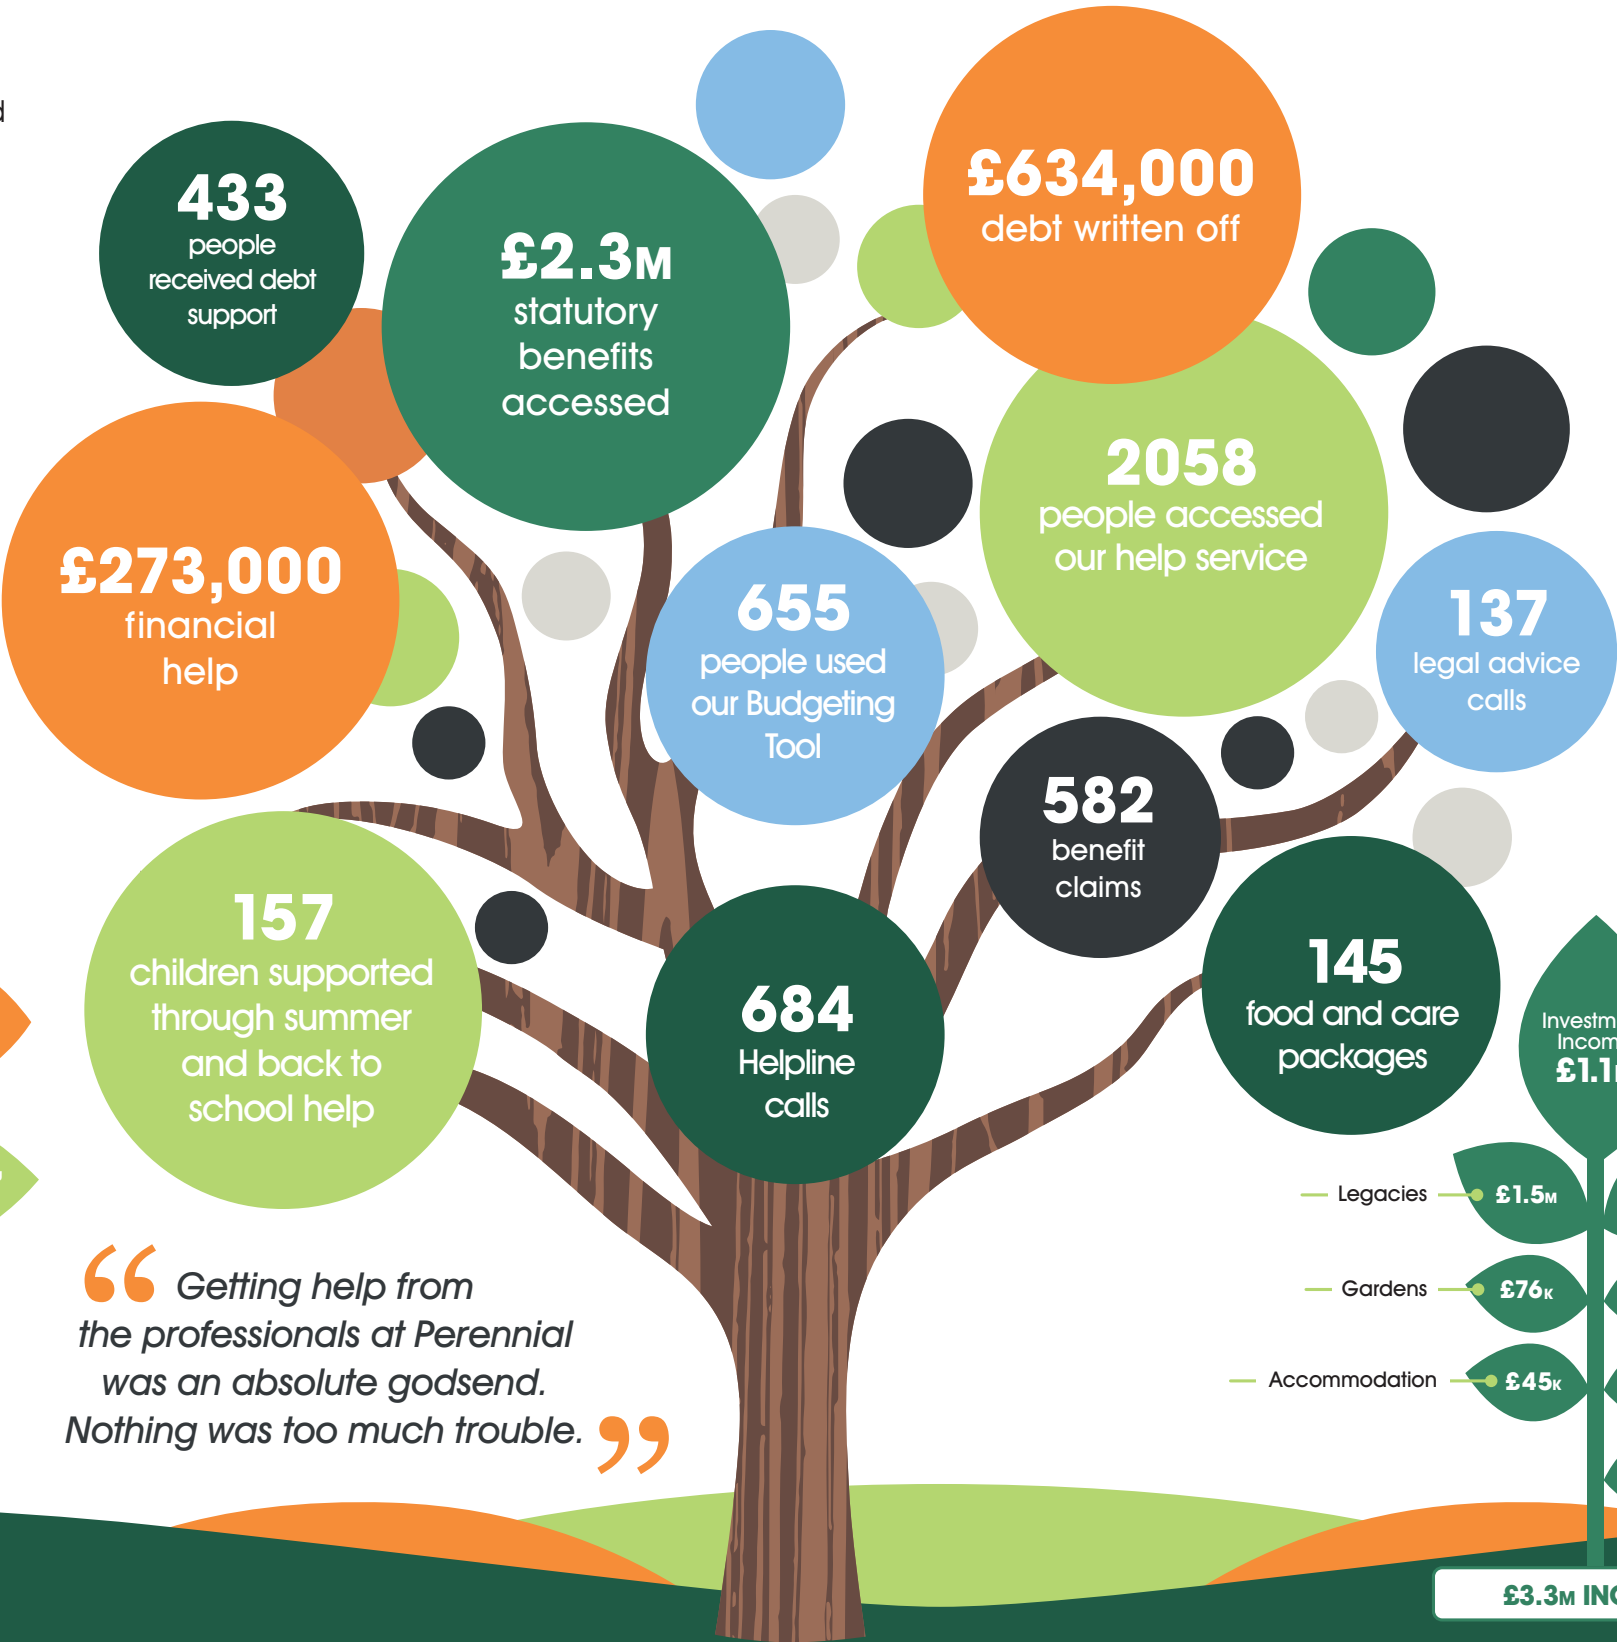 433
people
received debt
support
£2.3M
statutory
benefits
accessed
£634,000
debt written off
£273,000
financial
help
655
people used
our Budgeting
Tool
2058
people accessed
our help service
137
legal advice
calls
582
benefit
claims
157
children supported
through summer
and back to
school help
684
Helpline
calls
145
food and care
packages
£1.1
Legacies £1.5M
Gardens £76K
Accommodation £45K
“ Getting help from
the professionals at Perennial
was an absolute godsend.
Nothing was too much trouble. ”
£3.3M